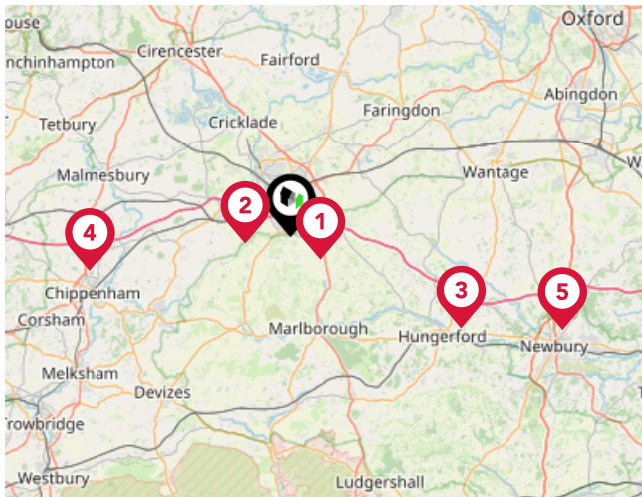 ouse
Oxford
Cirencester
nchinhampton
Fairford
Abingdon
Faringdon
Tetbury
Cricklade
W
Wantage
Malmesbury
2
1
4
3
5
Chippenham
Corsham
Marlborough
Hungerford
Newbury
Melksham
Devizes
Trowbridge
Westbury
Ludgershall